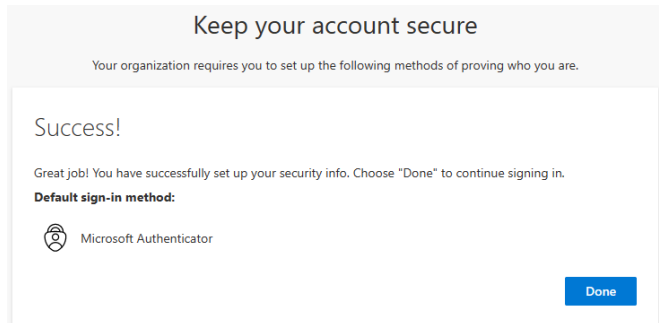 Keep your account secure
Your organization requires you to set up the following methods of proving who you are.
Success!
Great job! You have successfully set up your security info. Choose "Done" to continue signing in.
Default sign-in method:
Microsoft Authenticator
Done